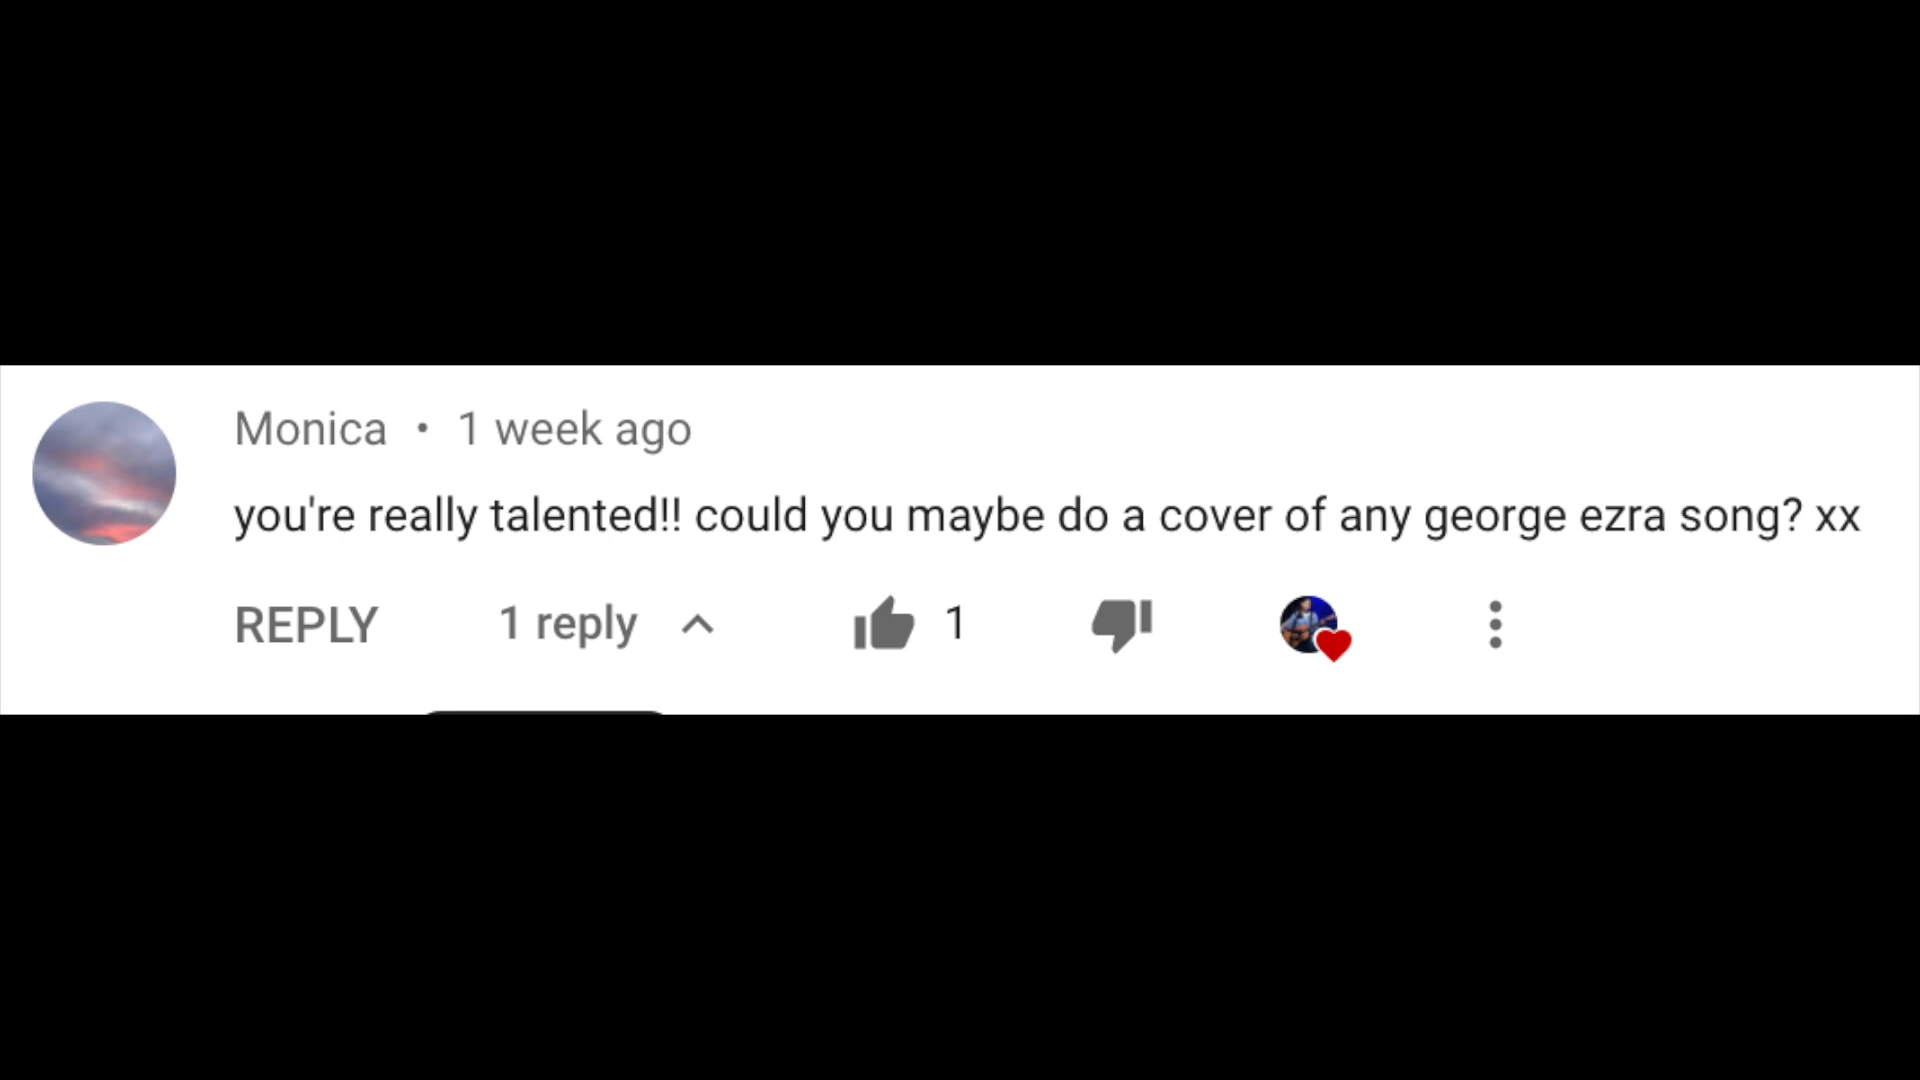 Monica • 1 week ago
you're really talented!! could you maybe do a cover of any george ezra song? xx
REPLY 1 reply 1